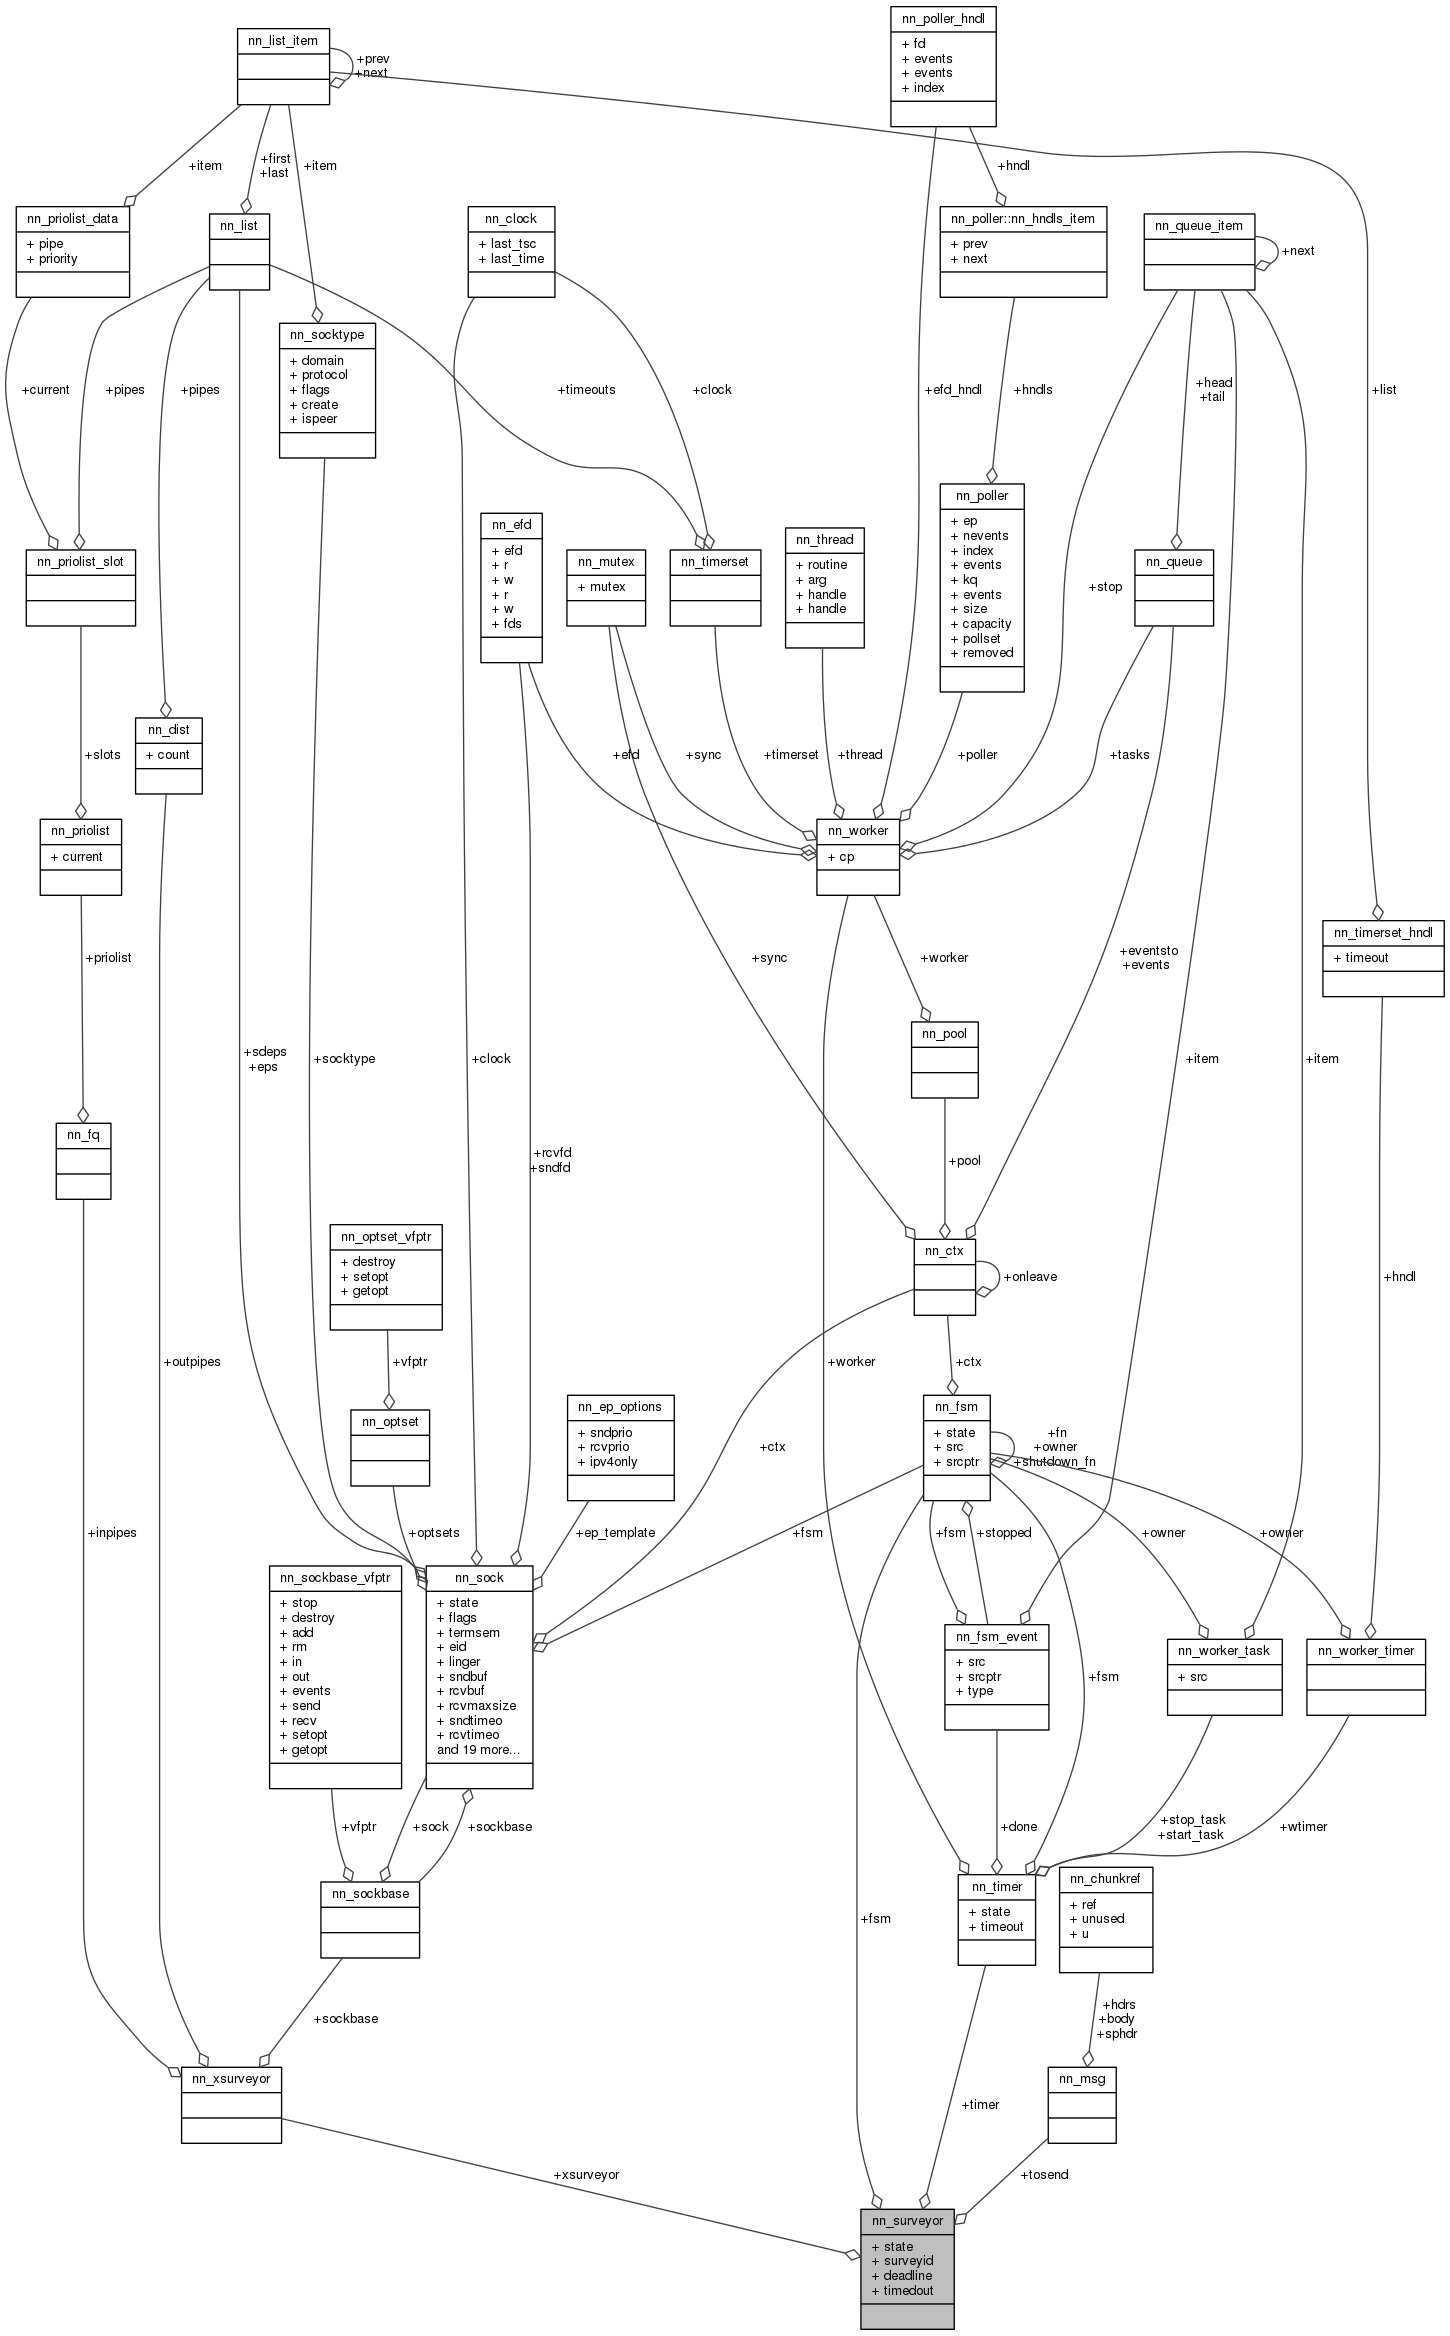 nn_poller_hndl
+ fd
+ events
+ events
+ index
nn_list_item
+prev
+next
+item
+first
+last
+item
+hndl
nn_priolist_data
+ pipe
+ priority
nn_list
nn_clock
+ last_tsc
+ last_time
nn_poller::nn_hndls_item
+ prev
+ next
nn_queue_item
+next
nn_socktype
+ domain
+ protocol
+ flags
+ create
+ ispeer
+current
+pipes
+pipes
+timeouts
+clock
+efd_hndl
+hndls
+head
+tail
+list
nn_efd
+ efd
+ r
+ w
+ r
+ w
+ fds
nn_poller
+ ep
+ nevents
+ index
+ events
+ kq
+ events
+ size
+ capacity
+ pollset
+ removed
nn_thread
+ routine
+ arg
+ handle
+ handle
nn_priolist_slot
nn_mutex
+ mutex
nn_timerset
nn_queue
+stop
nn_dist
+ count
+slots
+efd
+sync
+timerset
+thread
+poller
+tasks
nn_priolist
+ current
nn_worker
+ cp
nn_timerset_hndl
+ timeout
+priolist
+sync
+worker
+eventsto
+events
nn_pool
+sdeps
+eps
+socktype
+clock
+item
+item
nn_fq
+rcvfd
+sndfd
+pool
nn_optset_vfptr
+ destroy
+ setopt
+ getopt
nn_ctx
+onleave
+hndl
+outpipes
+vfptr
+worker
+ctx
nn_optset
nn_ep_options
+ sndprio
+ rcvprio
+ ipv4only
nn_fsm
+ state
+ src
+ srcptr
+fn
+owner
+shutdown_fn
+ctx
+inpipes
+optsets
+ep_template
+fsm
+fsm
+stopped
+owner
+owner
nn_sockbase_vfptr
+ stop
+ destroy
+ add
+ rm
+ in
+ out
+ events
+ send
+ recv
+ setopt
+ getopt
nn_sock
+ state
+ flags
+ termsem
+ eid
+ linger
+ sndbuf
+ rcvbuf
+ rcvmaxsize
+ sndtimeo
+ rcvtimeo
and 19 more...
nn_fsm_event
+ src
+ srcptr
+ type
+fsm
nn_worker_task
+ src
nn_worker_timer
+vfptr
+sock
+sockbase
+done
+stop_task
+start_task
+wtimer
nn_sockbase
+fsm
nn_timer
+ state
+ timeout
nn_chunkref
+ ref
+ unused
+ u
+sockbase
+hdrs
+body
+sphdr
nn_xsurveyor
nn_msg
+timer
+xsurveyor
+tosend
nn_surveyor
+ state
+ surveyid
+ deadline
+ timedout